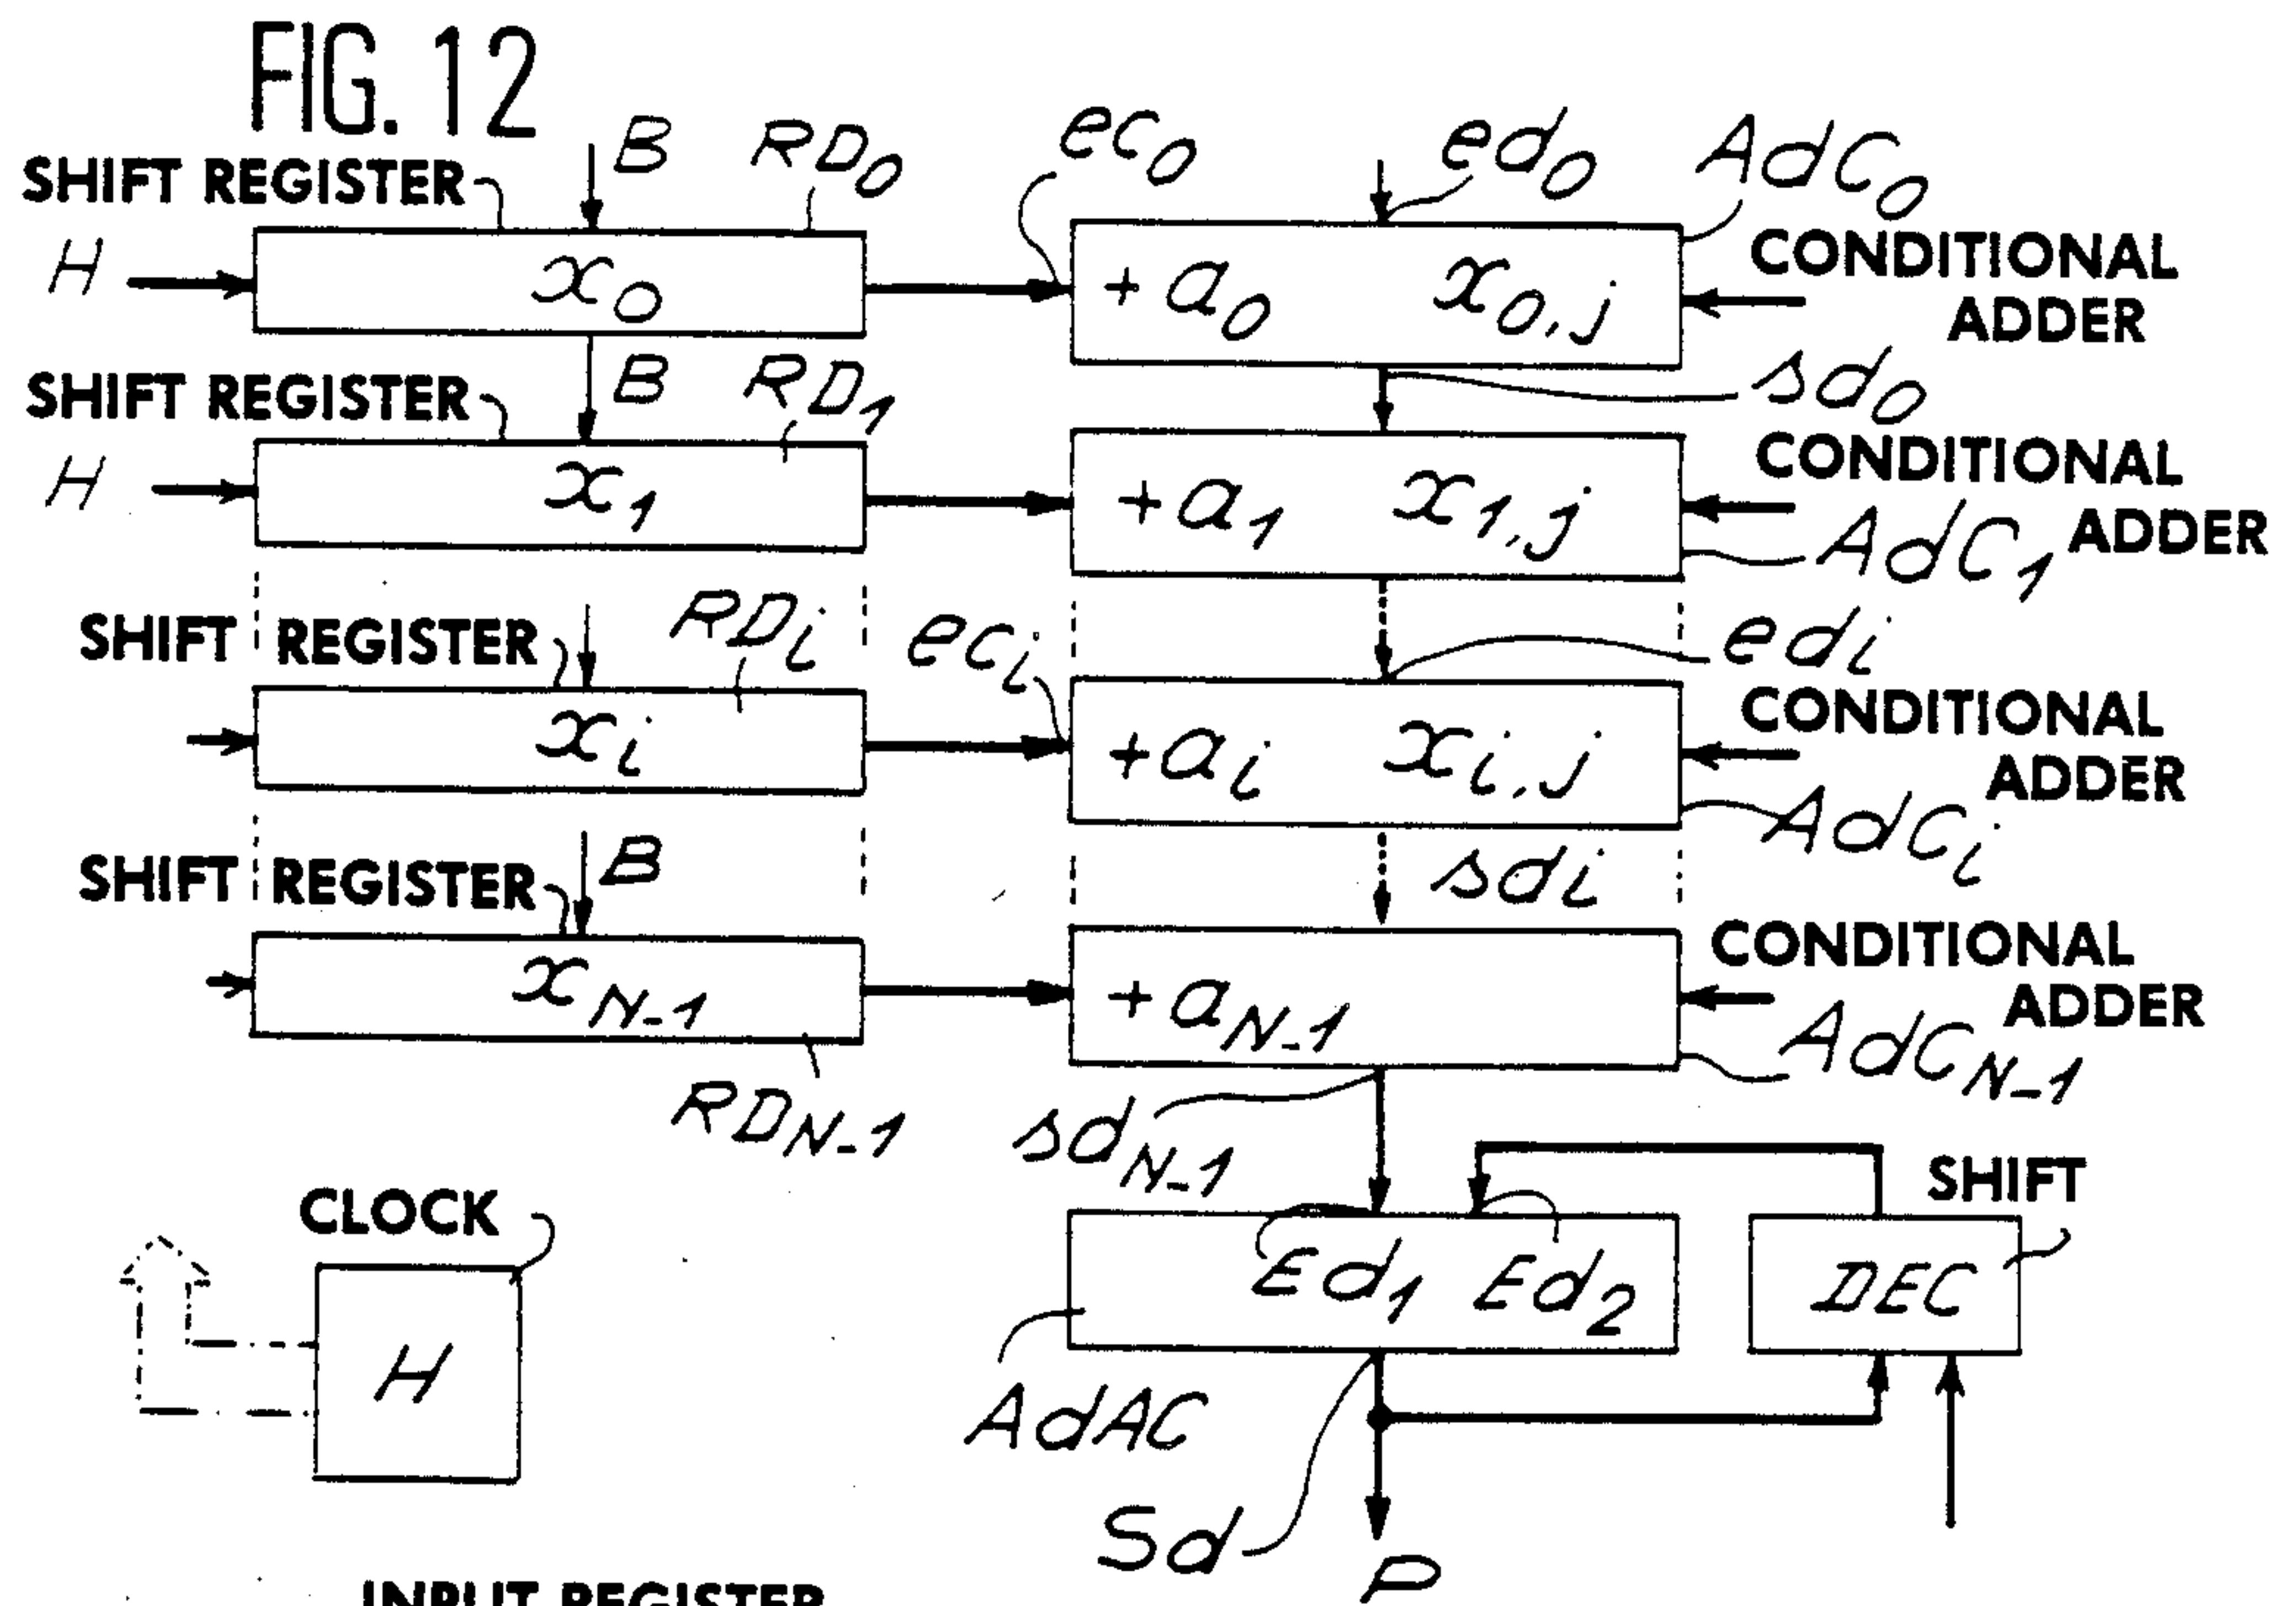 FIG. 12
SHIFT REGISTER
B
RD0
ec0
ed0
AdC0
H
x0
+a0
x0,j
CONDITIONAL
ADDER
sd0
SHIFT REGISTER
B
RD1
H
x1
+a1
x1,j
CONDITIONAL
ADDER
AdC1
SHIFT REGISTER
RDi
eci
edi
xi
+ai
xi,j
CONDITIONAL
ADDER
AdCi
SHIFT REGISTER
B
sdi
xN-1
+aN-1
CONDITIONAL
ADDER
AdCN-1
RDN-1
sdN-1
SHIFT
CLOCK
H
Ed1
Ed2
DEC
AdAC
Sd
P
INPUT REGISTER